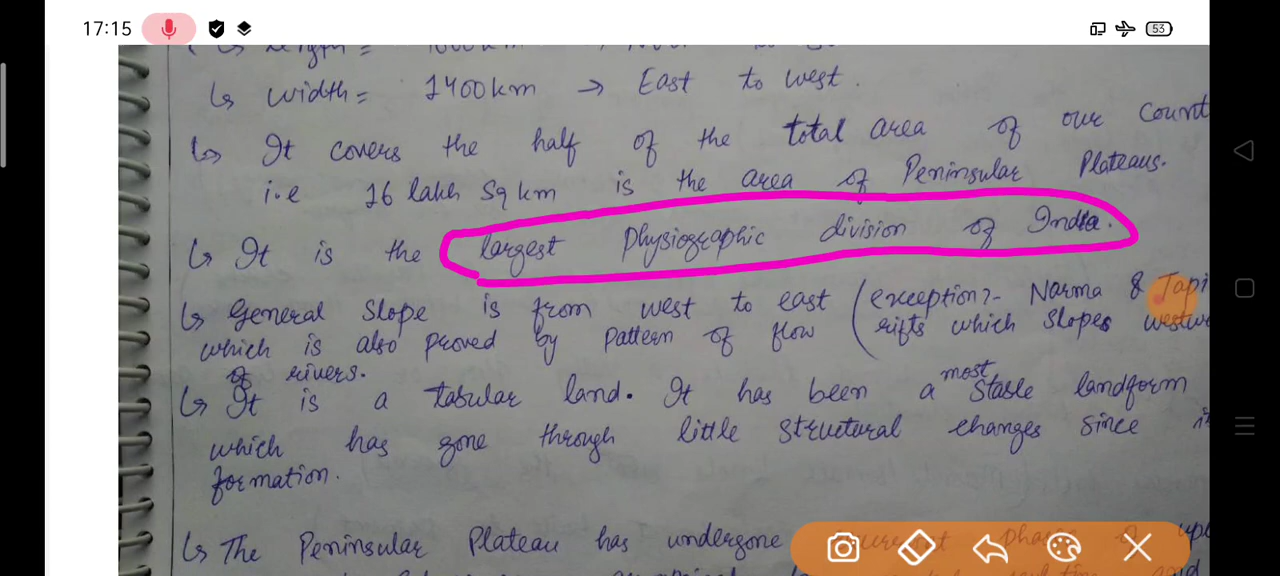 17:15
53
width = 1400 km → East to west.
It covers the half of the total area of our Count
i.e 16 lakh Sq km is the area of Peninsular Plateaus.
It is the largest Physiographic division of India.
General Slope is from west to east (exception:- Narma & Tapi
which is also proved by pattern of flow rifts which slopes westw
of rivers.
It is a tabular land. It has been a most stable landform
which has gone through little structural changes since it
formation.
The Peninsular Plateau has undergone